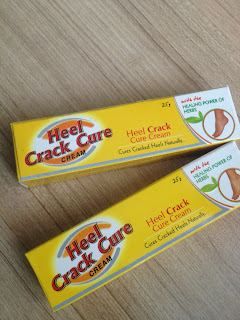 Heel
Crack Cure
CREAM
25g
Heel Crack
Cure Cream
Cures Cracked Heels Naturally
with the
HEALING POWER OF
HERBS
Heel
Crack Cure
CREAM
25g
Heel Crack
Cure Cream
Cures Cracked Heels Naturally
with the
HEALING POWER OF
HERBS